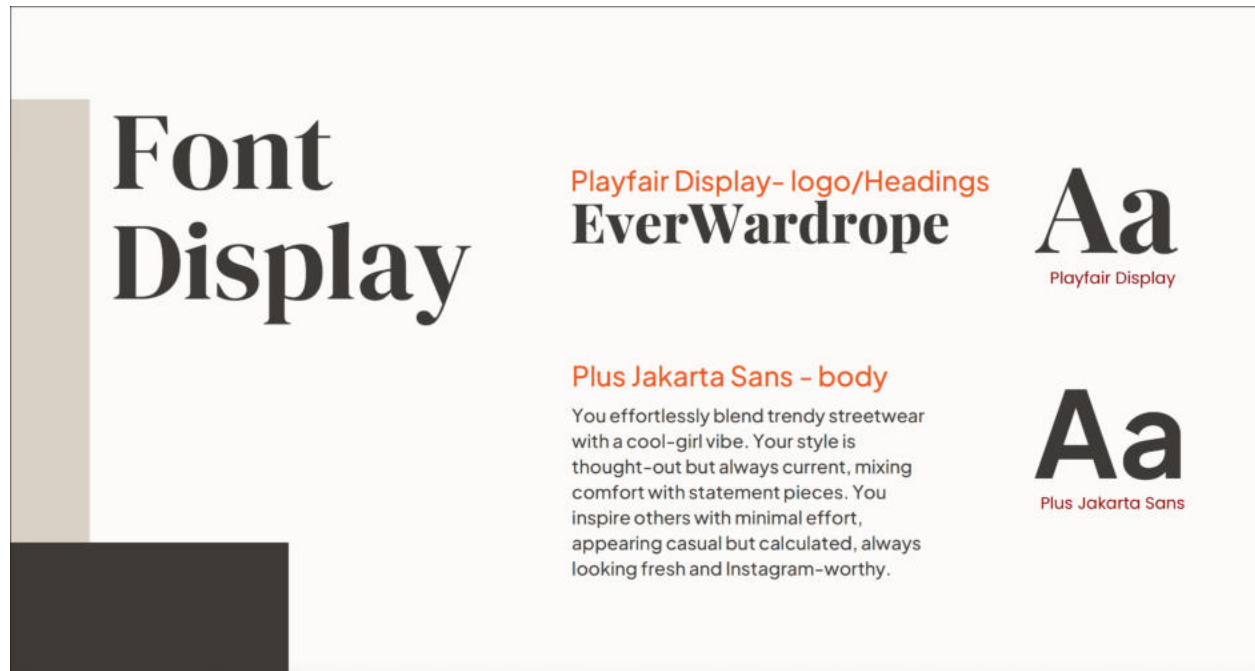 Font
Display
Playfair Display- logo/Headings
EverWardrope
Aa
Playfair Display
Plus Jakarta Sans - body
You effortlessly blend trendy streetwear
with a cool-girl vibe. Your style is
thought-out but always current, mixing
comfort with statement pieces. You
inspire others with minimal effort,
appearing casual but calculated, always
looking fresh and Instagram-worthy.
Aa
Plus Jakarta Sans